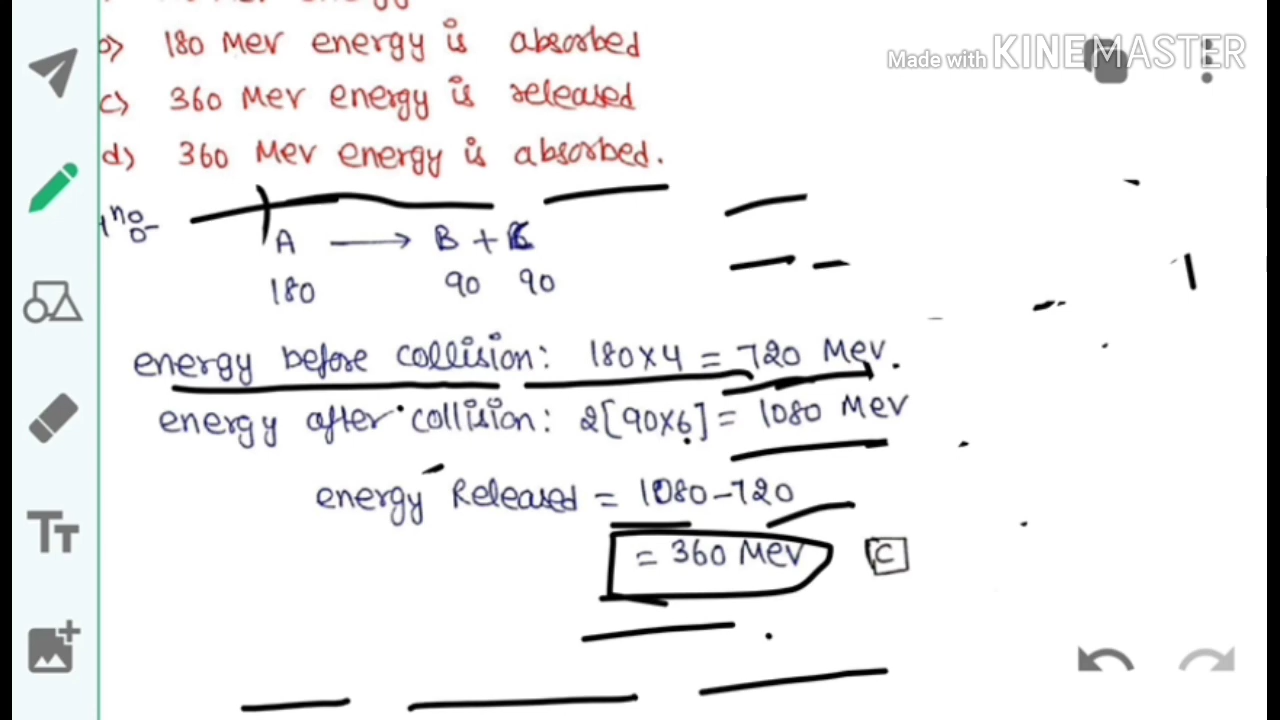 b) 180 Mev energy is absorbed
Made with KINEMASTER
c) 360 Mev energy is released
d) 360 Mev energy is absorbed.
A → B +
180 90 90
energy before collision: 180×4 = 720 Mev.
energy after collision: 2[90×6] = 1080 Mev
energy Released = 1080-720
= 360 Mev C
TT